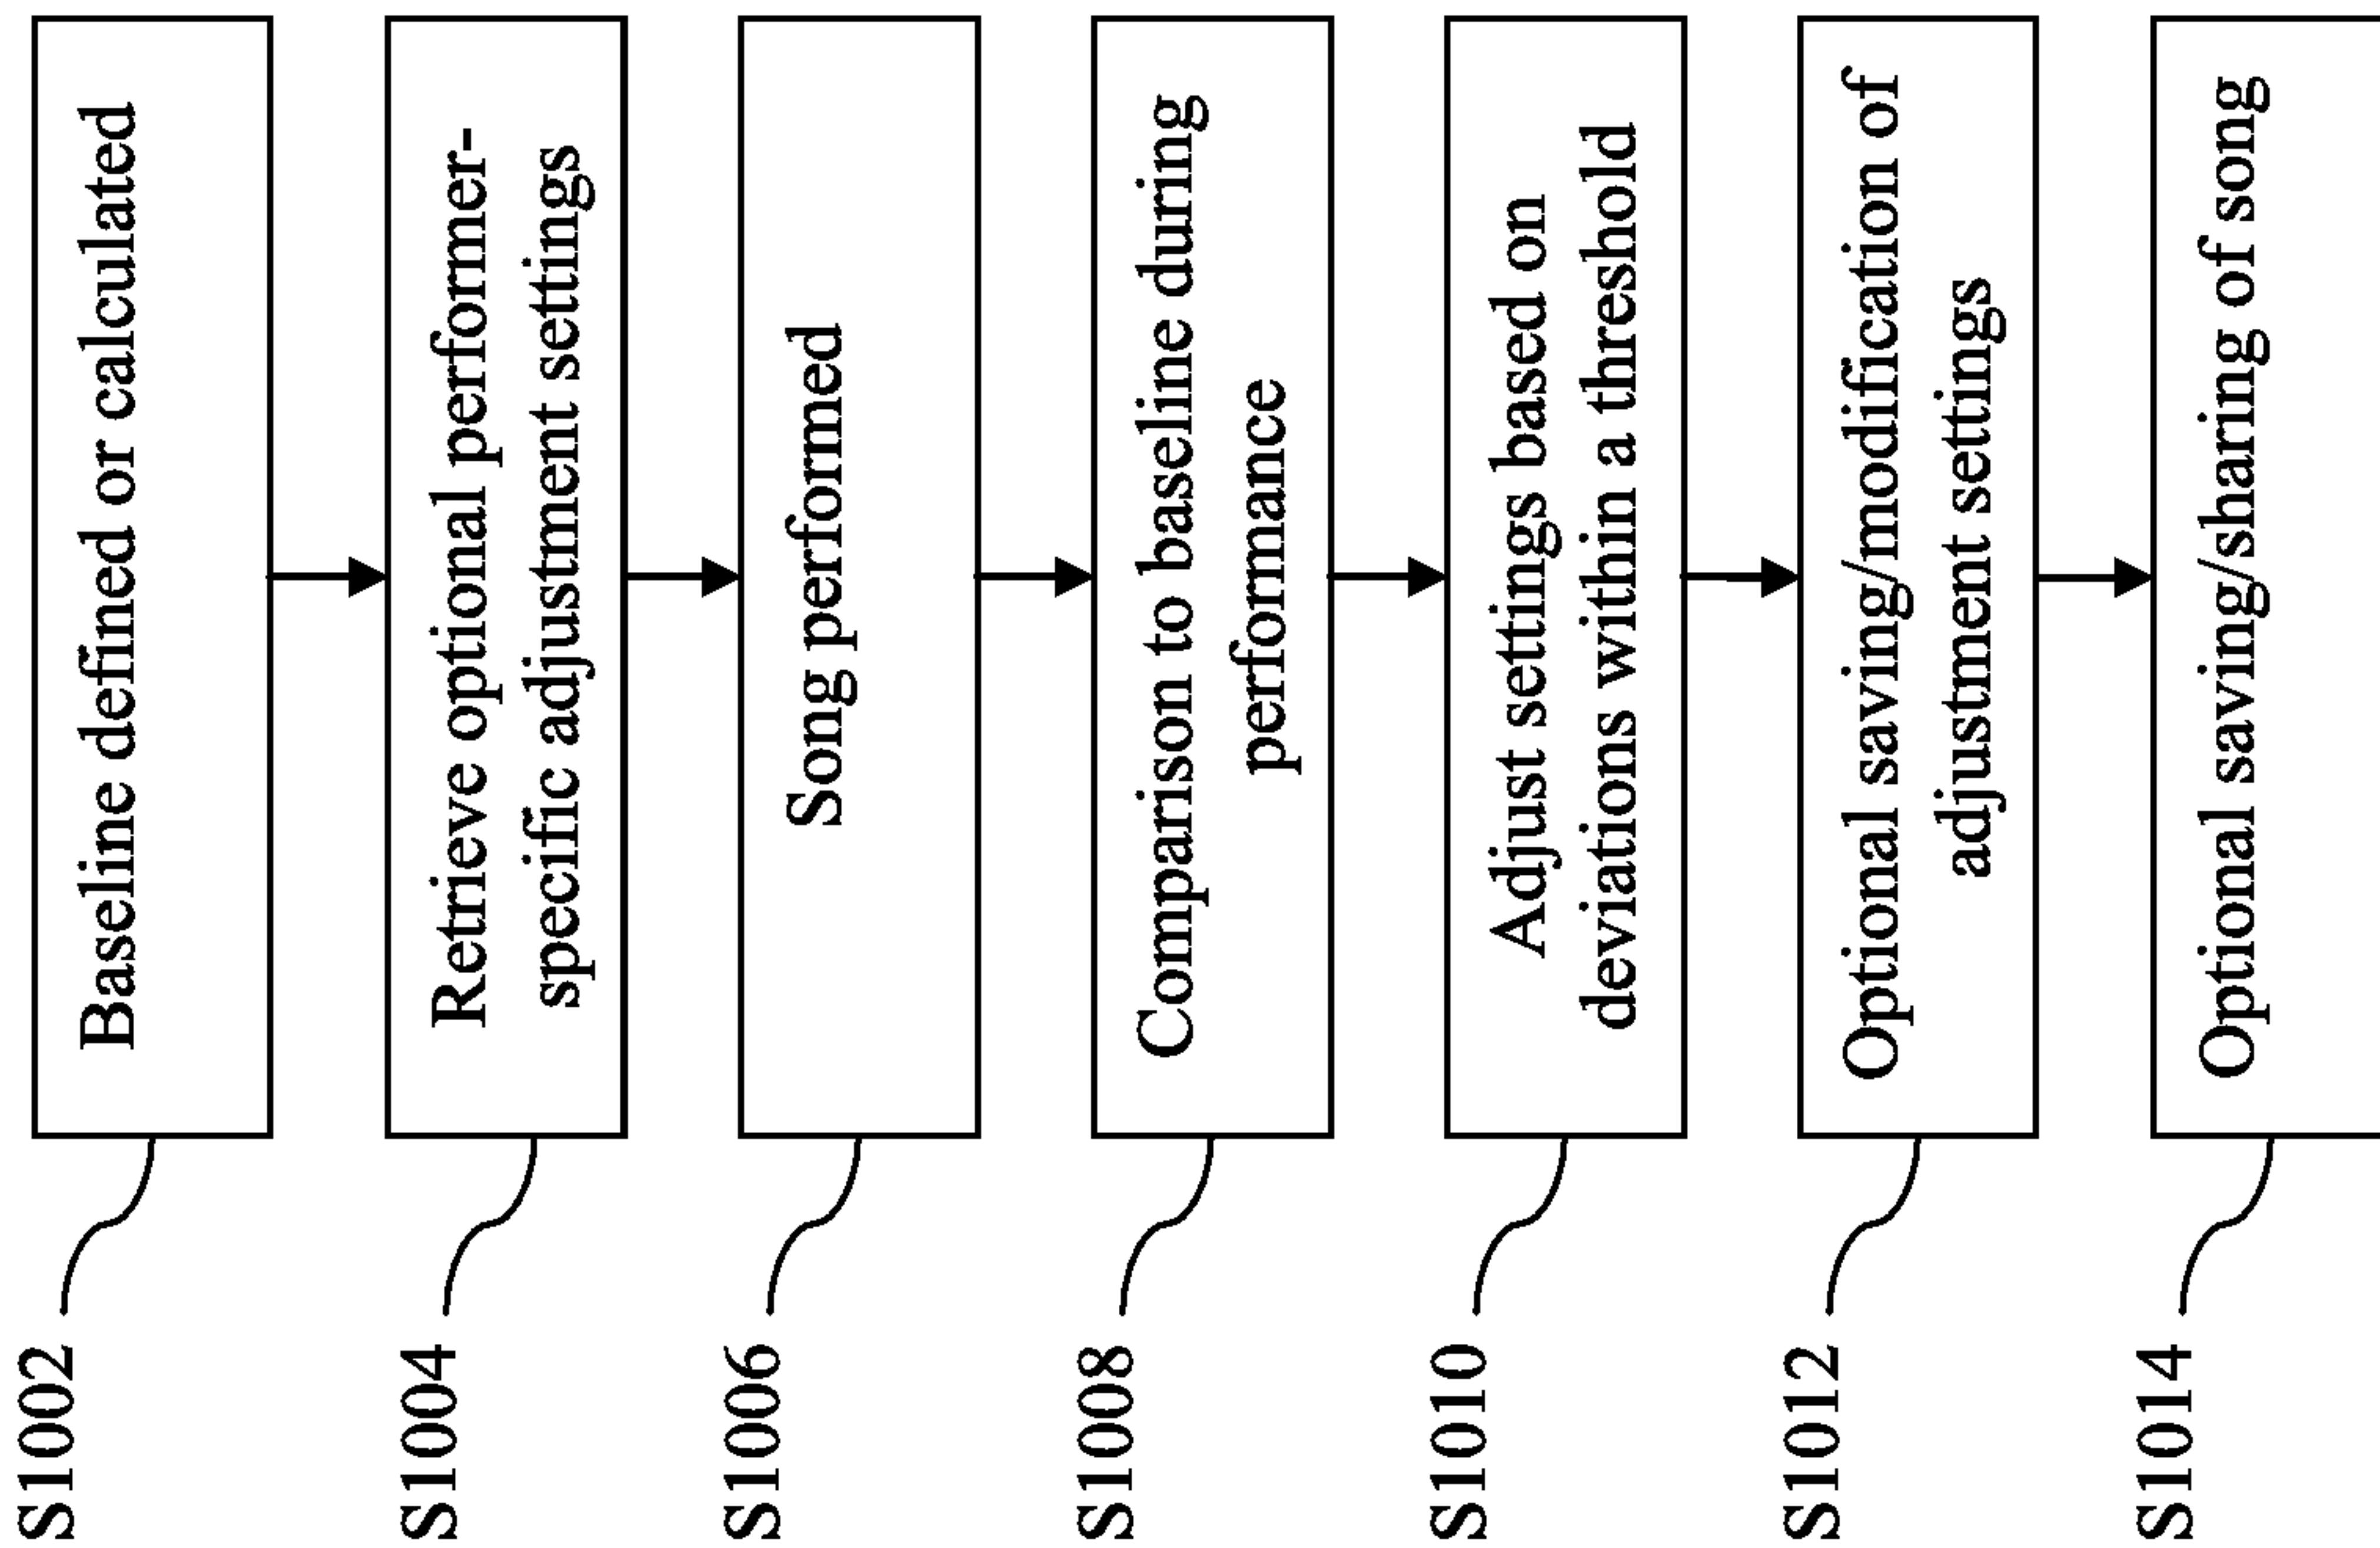 S1002
Baseline defined or calculated
S1004
Retrieve optional performer-
specific adjustment settings
S1006
Song performed
S1008
Comparison to baseline during
performance
S1010
Adjust settings based on
deviations within a threshold
S1012
Optional saving/modification of
adjustment settings
S1014
Optional saving/sharing of song